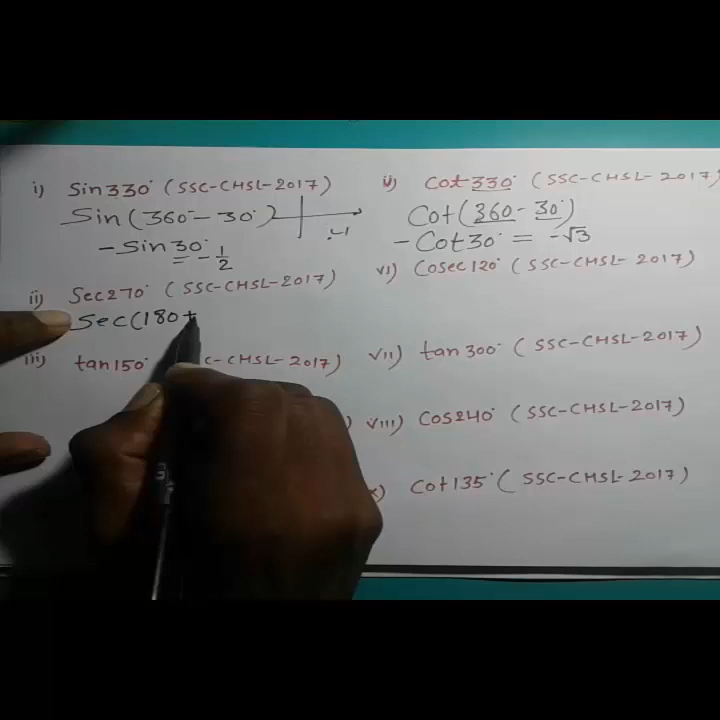 i) Sin330° (SSC-CHSL-2017)
Sin(360-30°)
- Sin30° = -1/2
ii) Sec270° (SSC-CHSL-2017)
Sec(180+
iii) tan150° C-CHSL-2017)
)
v) Cot330° (SSC-CHSL-2017)
Cot(360-30°)
- Cot30° = -√3
vi) Cosec120° (SSC-CHSL-2017)
vii) tan300° (SSC-CHSL-2017)
viii) Cos240° (SSC-CHSL-2017)
x) Cot135° (SSC-CHSL-2017)